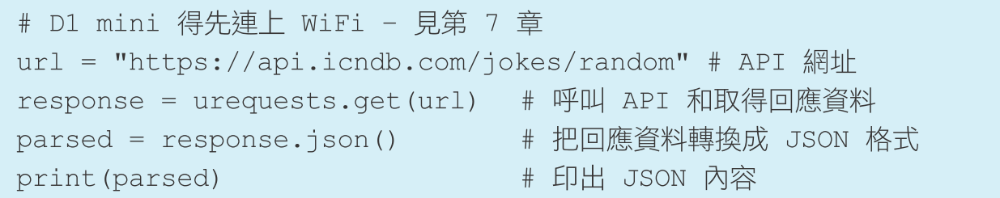 # D1 mini 得先連上 WiFi – 見第 7 章
url = "https://api.icndb.com/jokes/random" # API 網址
response = urequests.get(url) # 呼叫 API 和取得回應資料
parsed = response.json() # 把回應資料轉換成 JSON 格式
print(parsed) # 印出 JSON 內容